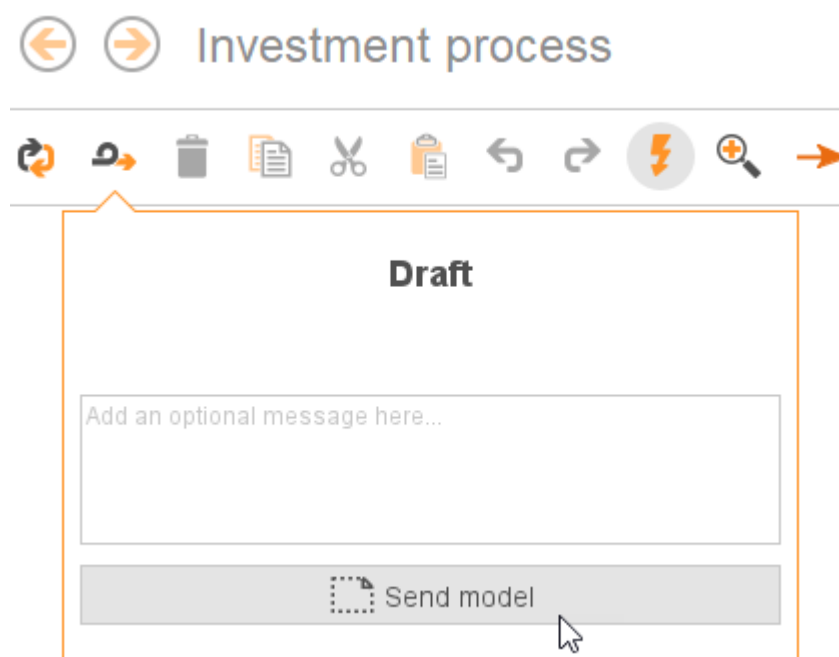 Investment process
Draft
Add an optional message here...
Send model